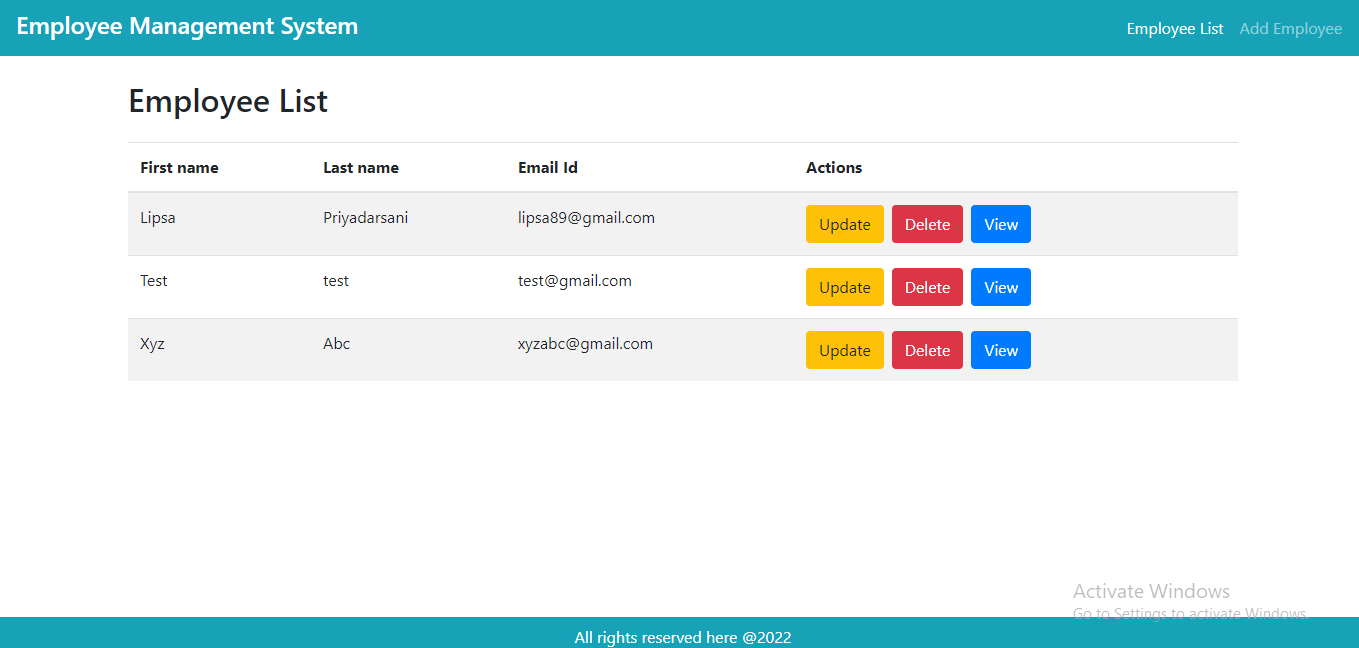 Employee Management System Employee List Add Employee
Employee List
First name Last name Email Id Actions
Lipsa Priyadarsani lipsa89@gmail.com Update Delete View
Test test test@gmail.com Update Delete View
Xyz Abc xyzabc@gmail.com Update Delete View
Activate Windows
Go to Settings to activate Windows.
All rights reserved here @2022